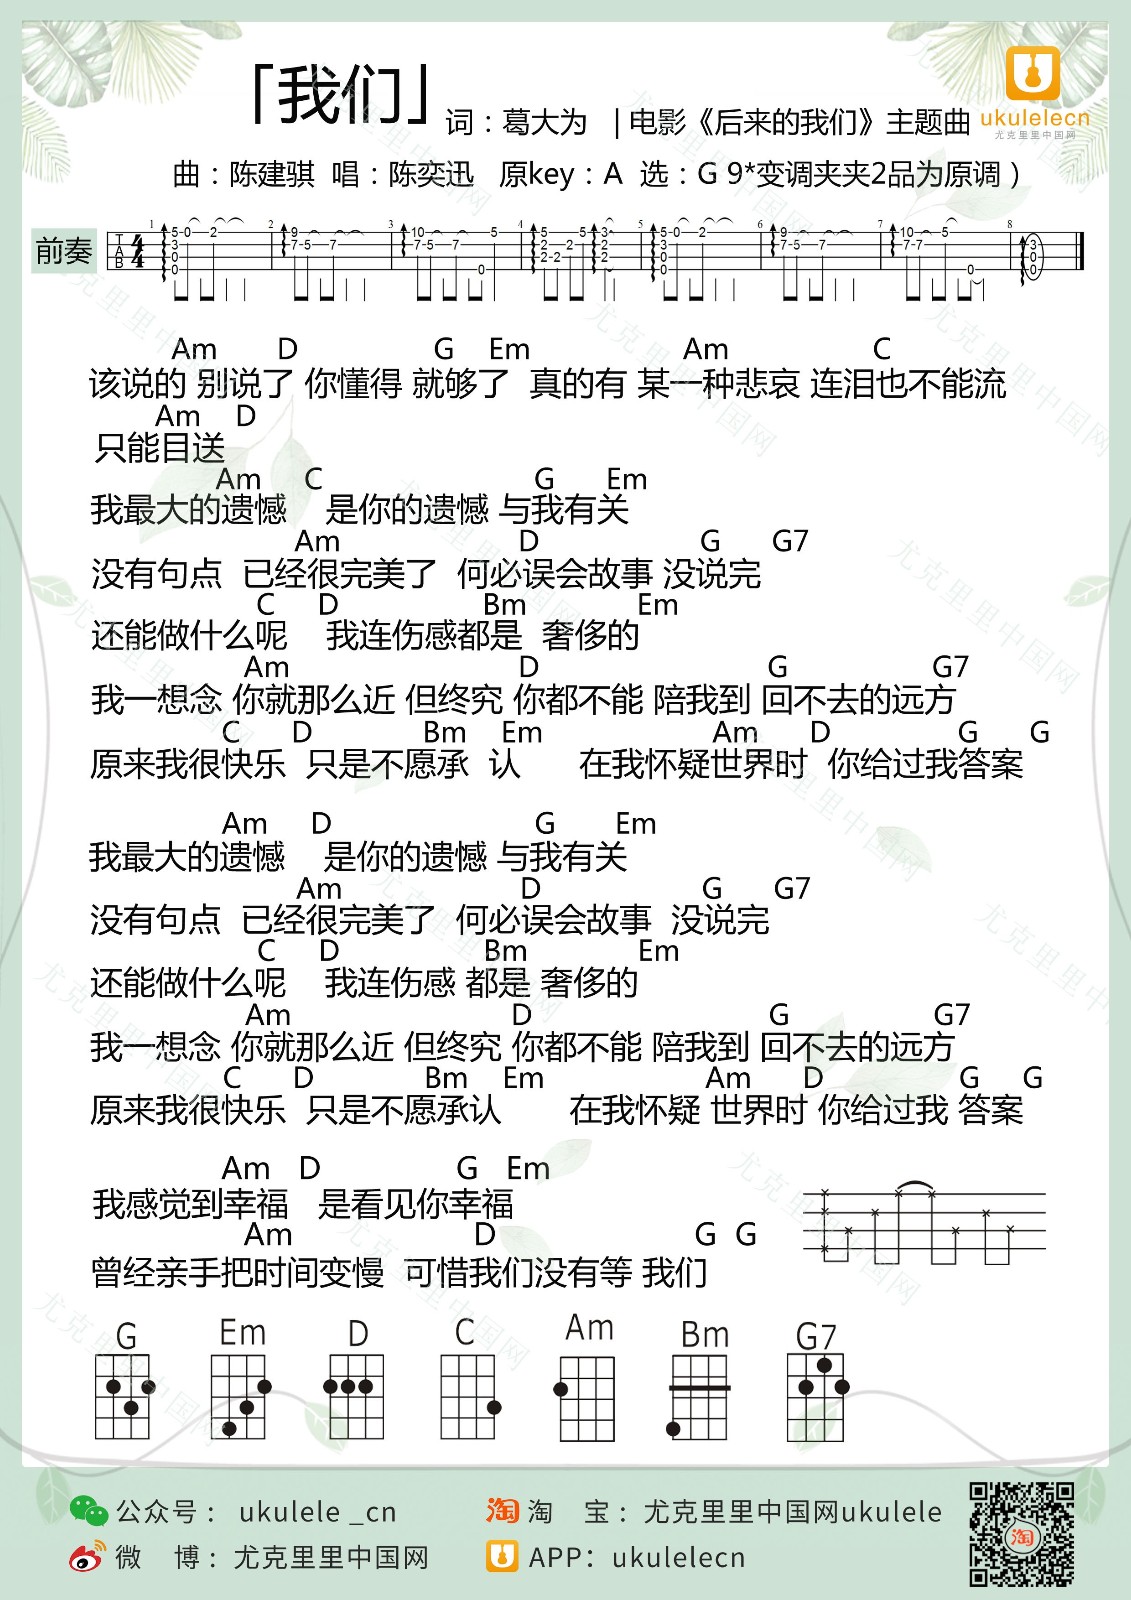 「我们」
词：葛大为 | 电影《后来的我们》主题曲
ukulelecn
尤克里里中国网
曲：陈建骐 唱：陈奕迅 原key：A 选：G 9*变调夹夹2品为原调）
前奏
Am D G Em Am C
该说的 别说了 你懂得 就够了 真的有 某一种悲哀 连泪也不能流
Am D
只能目送
Am C G Em
我最大的遗憾 是你的遗憾 与我有关
Am D G G7
没有句点 已经很完美了 何必误会故事 没说完
C D Bm Em
还能做什么呢 我连伤感都是 奢侈的
Am D G G7
我一想念 你就那么近 但终究 你都不能 陪我到 回不去的远方
C D Bm Em Am D G G
原来我很快乐 只是不愿承 认 在我怀疑世界时 你给过我答案
Am D G Em
我最大的遗憾 是你的遗憾 与我有关
Am D G G7
没有句点 已经很完美了 何必误会故事 没说完
C D Bm Em
还能做什么呢 我连伤感 都是 奢侈的
Am D G G7
我一想念 你就那么近 但终究 你都不能 陪我到 回不去的远方
C D Bm Em Am D G G
原来我很快乐 只是不愿承认 在我怀疑 世界时 你给过我 答案
Am D G Em
我感觉到幸福 是看见你幸福
Am D G G
曾经亲手把时间变慢 可惜我们没有等 我们
G Em D C Am Bm G7
公众号： ukulele _cn
淘 宝：尤克里里中国网ukulele
微 博：尤克里里中国网
APP：ukulelecn
淘